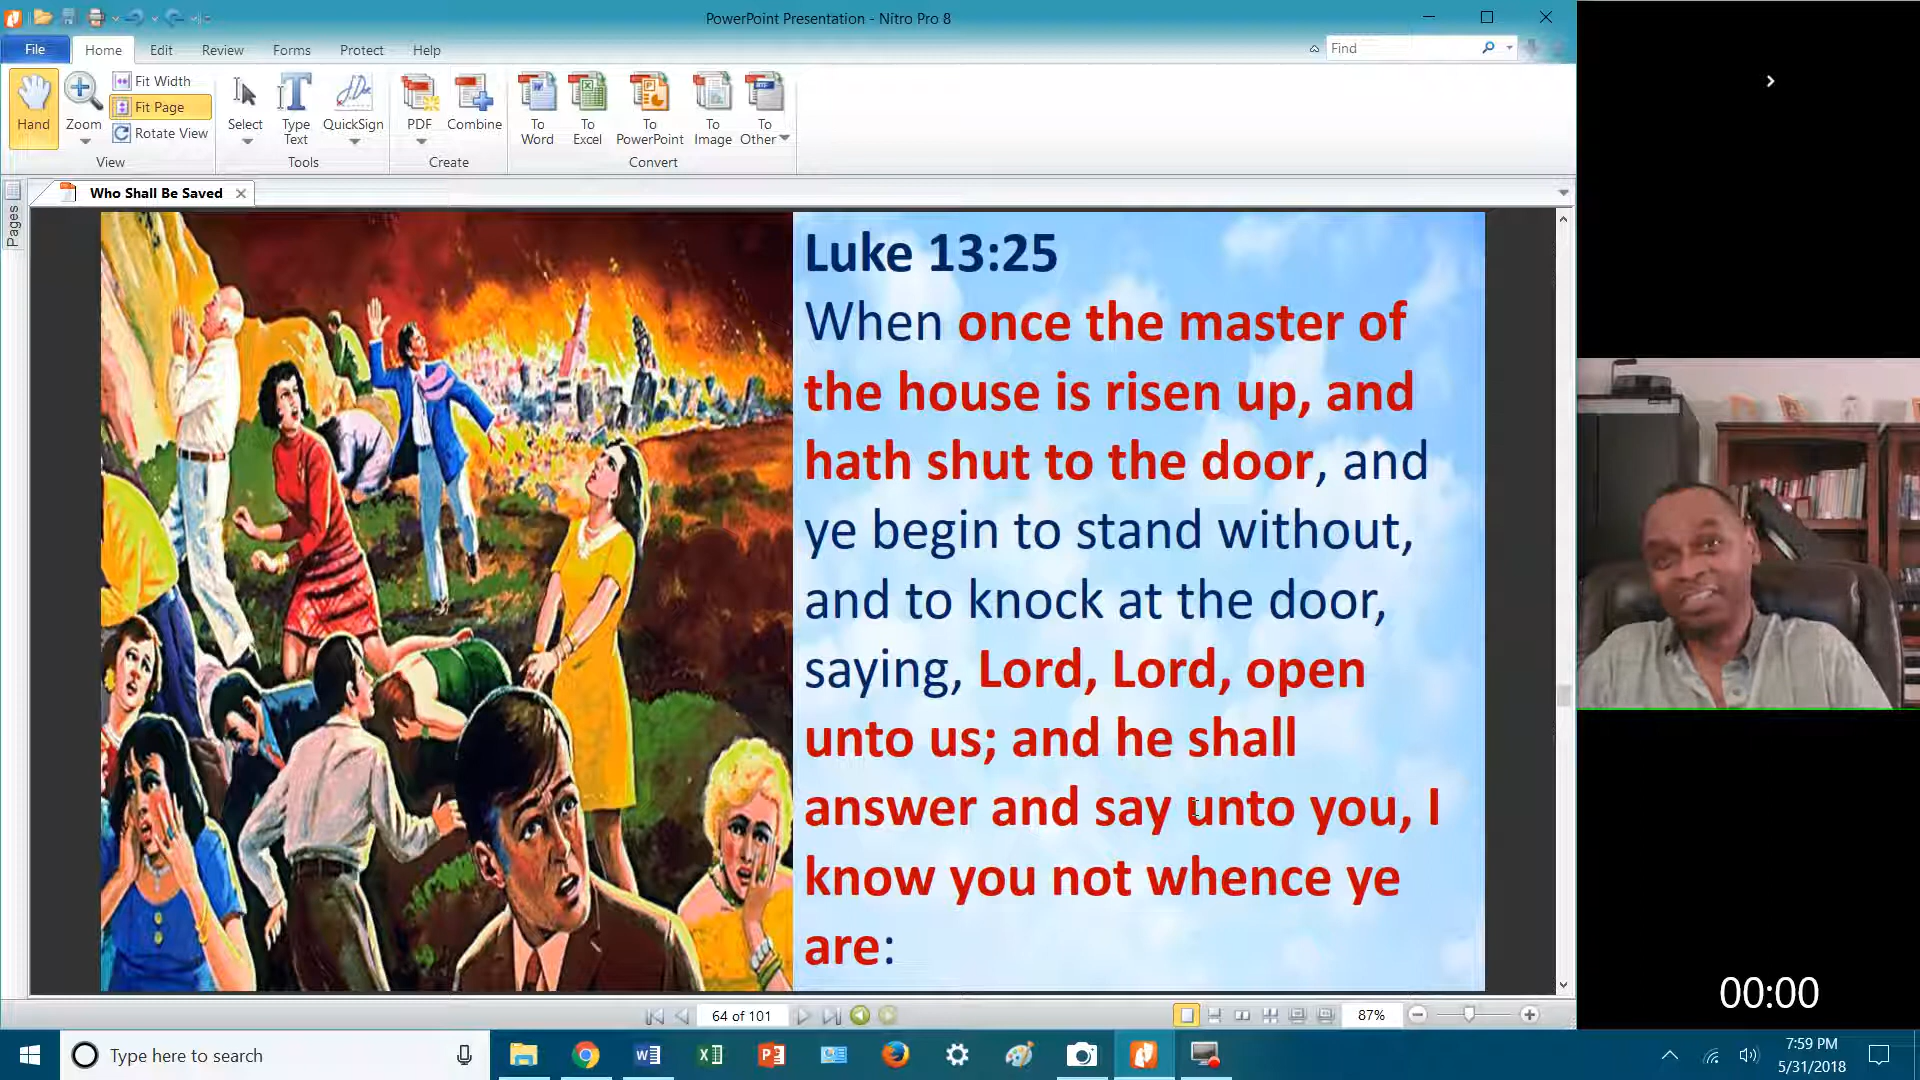 PowerPoint Presentation - Nitro Pro 8
File Home Edit Review Forms Protect Help
Find
Hand
Zoom
Fit Width
Fit Page
Rotate View
View
Select
Type Text
QuickSign
Tools
PDF
Combine
Create
To Word
To Excel
To PowerPoint
To Image
To Other
Convert
Pages
Who Shall Be Saved
Luke 13:25
When once the master of
the house is risen up, and
hath shut to the door, and
ye begin to stand without,
and to knock at the door,
saying, Lord, Lord, open
unto us; and he shall
answer and say unto you, I
know you not whence ye
are:
00:00
64 of 101
87%
Type here to search
7:59 PM
5/31/2018